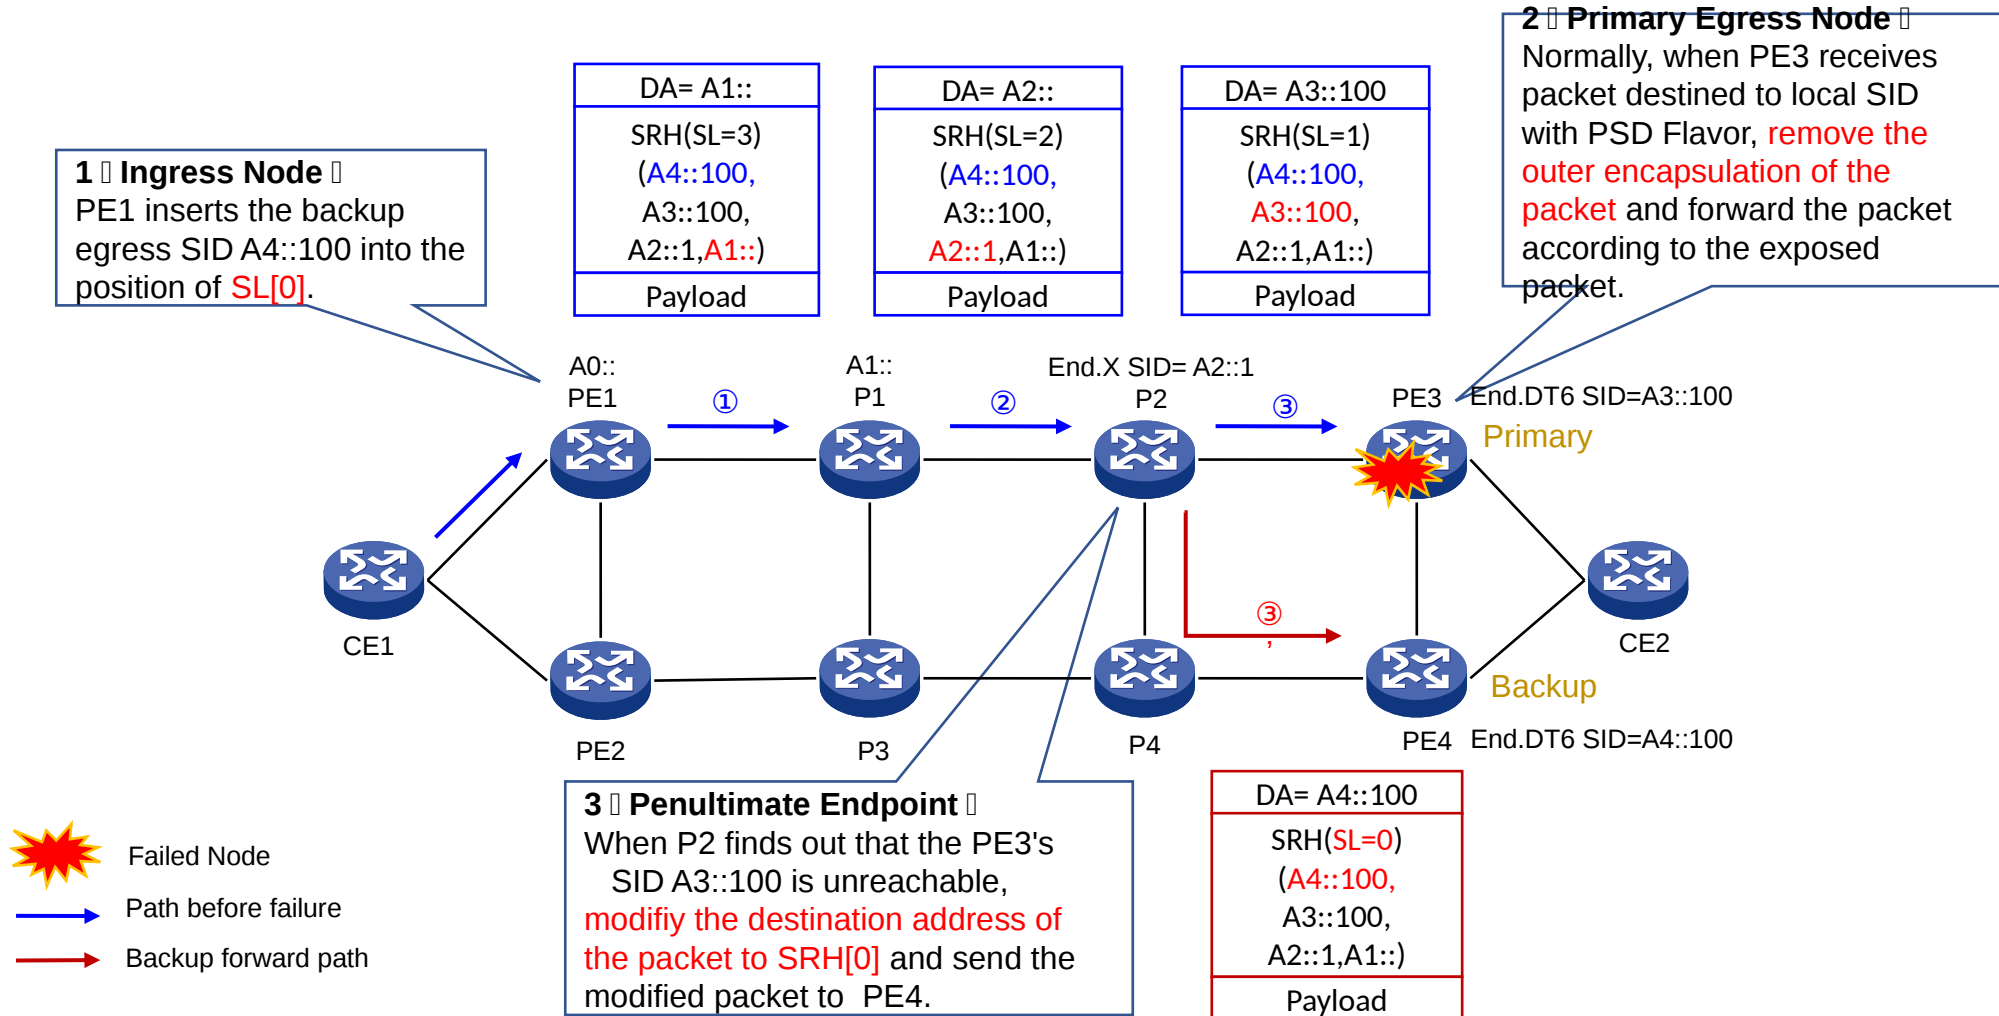 1 ▯ Ingress Node ▯
PE1 inserts the backup
egress SID A4::100 into the
position of SL[0].
DA= A1::
SRH(SL=3)
(A4::100,
A3::100,
A2::1,A1::)
Payload
DA= A2::
SRH(SL=2)
(A4::100,
A3::100,
A2::1,A1::)
Payload
DA= A3::100
SRH(SL=1)
(A4::100,
A3::100,
A2::1,A1::)
Payload
2 ▯ Primary Egress Node ▯
Normally, when PE3 receives
packet destined to local SID
with PSD Flavor, remove the
outer encapsulation of the
packet and forward the packet
according to the exposed
packet.
A0::
PE1
①
A1::
P1
②
End.X SID= A2::1
P2
③
PE3
End.DT6 SID=A3::100
Primary
CE1
③
,
CE2
Backup
PE2
P3
P4
PE4
End.DT6 SID=A4::100
3 ▯ Penultimate Endpoint ▯
When P2 finds out that the PE3's
SID A3::100 is unreachable,
modifiy the destination address of
the packet to SRH[0] and send the
modified packet to PE4.
DA= A4::100
SRH(SL=0)
(A4::100,
A3::100,
A2::1,A1::)
Payload
Failed Node
Path before failure
Backup forward path